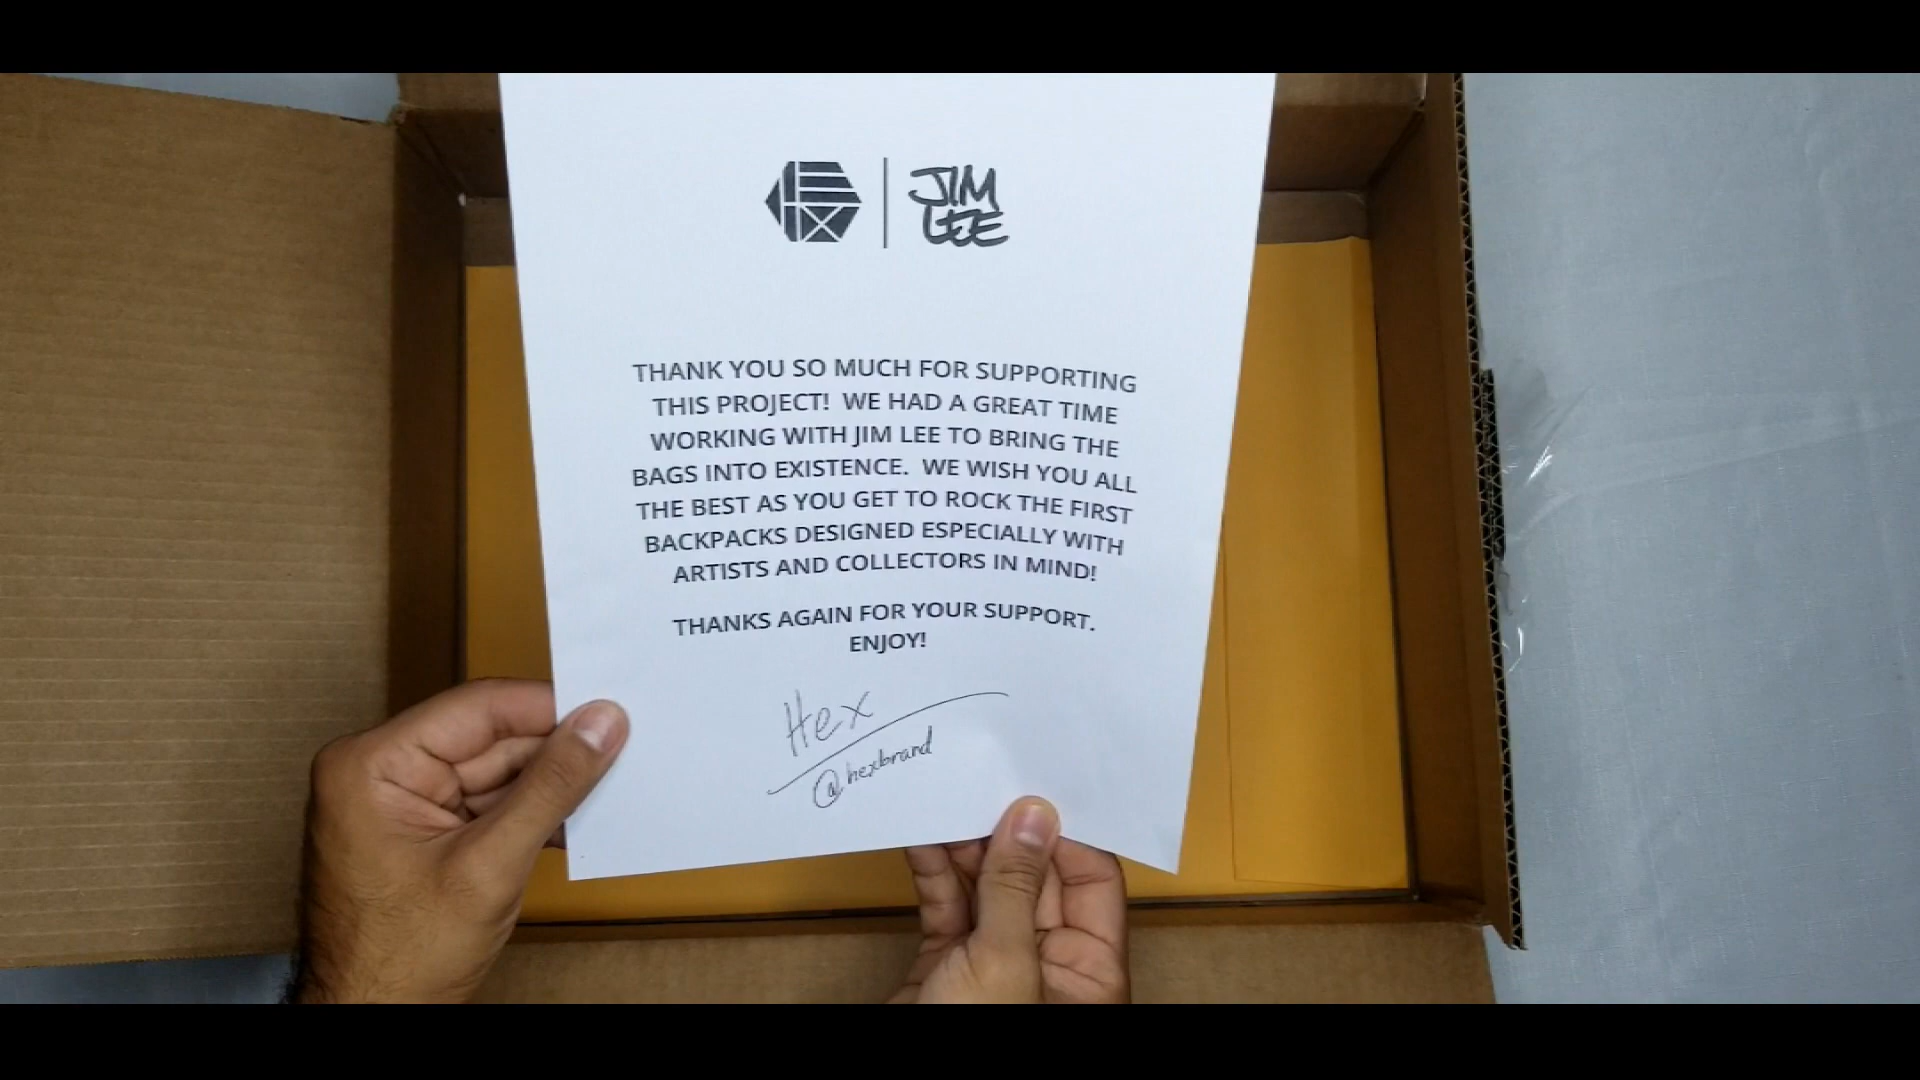 JIM
LEE
THANK YOU SO MUCH FOR SUPPORTING
THIS PROJECT! WE HAD A GREAT TIME
WORKING WITH JIM LEE TO BRING THE
BAGS INTO EXISTENCE. WE WISH YOU ALL
THE BEST AS YOU GET TO ROCK THE FIRST
BACKPACKS DESIGNED ESPECIALLY WITH
ARTISTS AND COLLECTORS IN MIND!
THANKS AGAIN FOR YOUR SUPPORT.
ENJOY!
Hex
@hexbrand